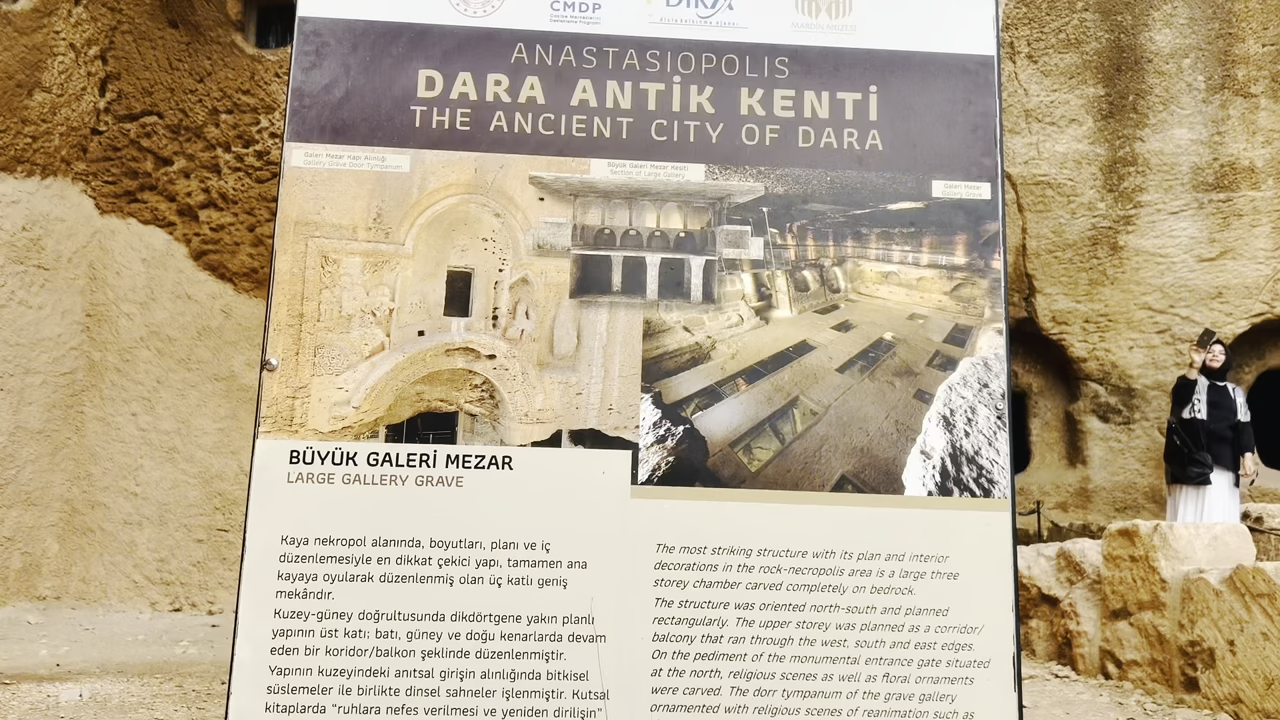 CMDP
DİKA
dicle kalkınma ajansı
MARDİN MÜZESİ
ANASTASIOPOLIS
DARA ANTİK KENTİ
THE ANCIENT CITY OF DARA
Galeri Mezar Kapı Alınlığı
Gallery Grave Door Tympanum
Büyük Galeri Mezar Kesiti
Section of Large Gallery
Galeri Mezar
Gallery Grave
BÜYÜK GALERİ MEZAR
LARGE GALLERY GRAVE
Kaya nekropol alanında, boyutları, planı ve iç
düzenlemesiyle en dikkat çekici yapı, tamamen ana
kayaya oyularak düzenlenmiş olan üç katlı geniş
mekândır.
Kuzey-güney doğrultusunda dikdörtgene yakın planlı
yapının üst katı; batı, güney ve doğu kenarlarda devam
eden bir koridor/balkon şeklinde düzenlenmiştir.
Yapının kuzeyindeki anıtsal girişin alınlığında bitkisel
süslemeler ile birlikte dinsel sahneler işlenmiştir. Kutsal
kitaplarda "ruhlara nefes verilmesi ve yeniden dirilişin"
The most striking structure with its plan and interior
decorations in the rock-necropolis area is a large three
storey chamber carved completely on bedrock.
The structure was oriented north-south and planned
rectangularly. The upper storey was planned as a corridor/
balcony that ran through the west, south and east edges.
On the pediment of the monumental entrance gate situated
at the north, religious scenes as well as floral ornaments
were carved. The dorr tympanum of the grave gallery
ornamented with religious scenes of reanimation such as